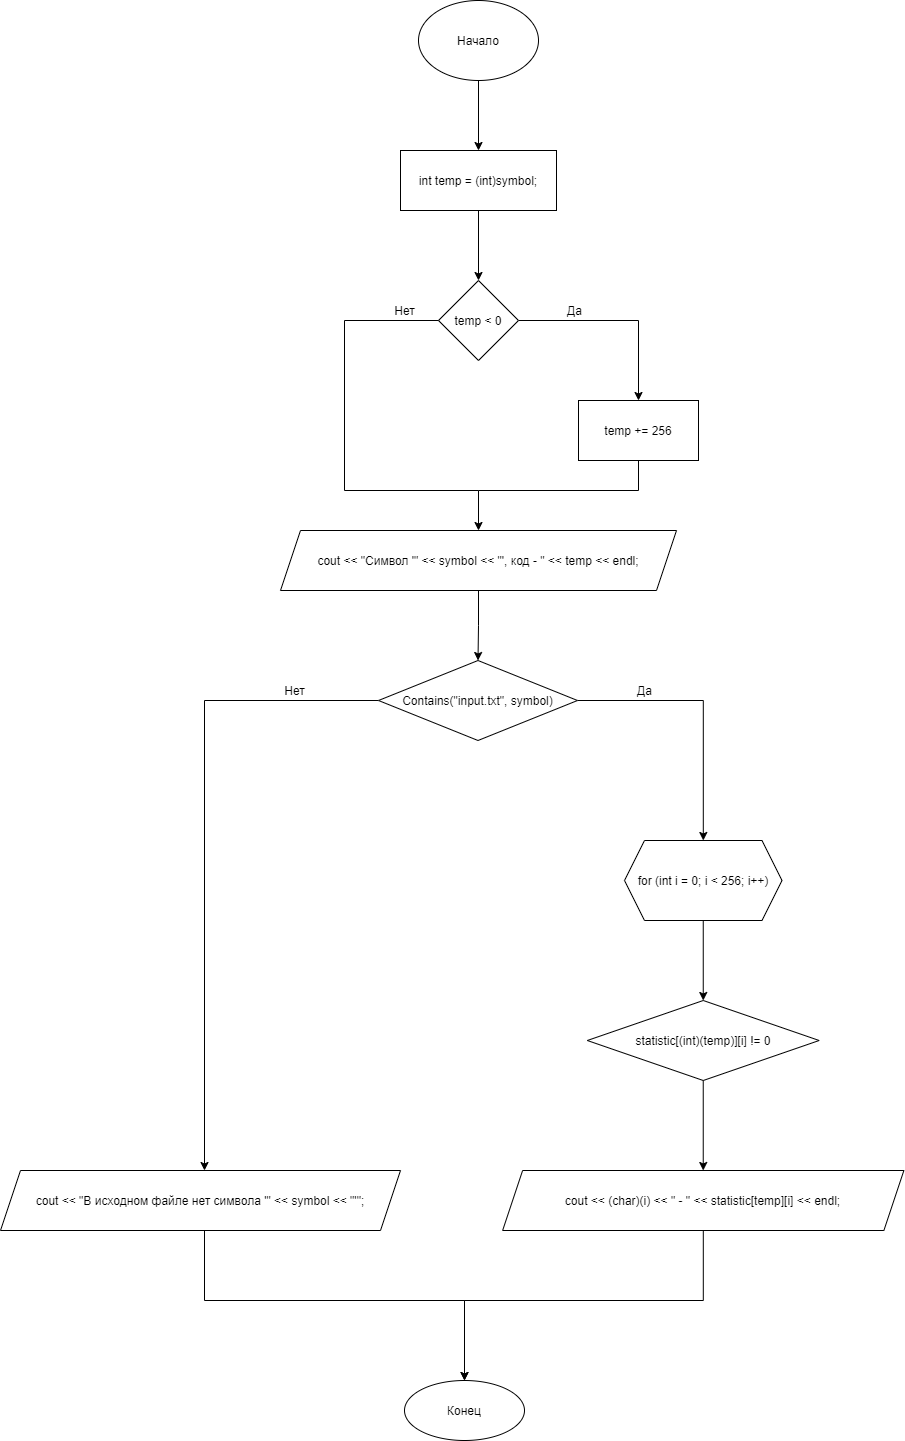 Начало
int temp = (int)symbol;
Нет
Да
temp < 0
temp += 256
cout << "Символ '" << symbol << "', код - " << temp << endl;
Нет
Да
Contains("input.txt", symbol)
for (int i = 0; i < 256; i++)
statistic[(int)(temp)][i] != 0
cout << "В исходном файле нет символа '" << symbol << "'";
cout << (char)(i) << " - " << statistic[temp][i] << endl;
Конец